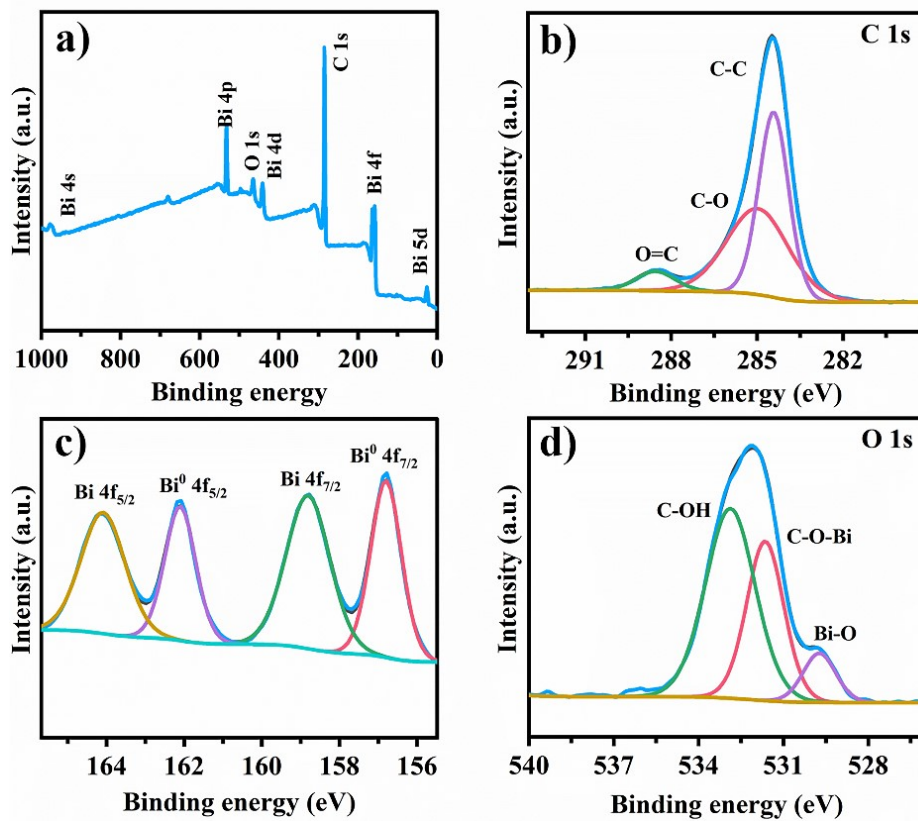 a)
Intensity (a.u.)
Bi 4s
Bi 4p
O 1s
Bi 4d
C 1s
Bi 4f
Bi 5d
1000 800 600 400 200 0
Binding energy
b)
C 1s
Intensity (a.u.)
C-C
C-O
O=C
291 288 285 282
Binding energy (eV)
c)
Intensity (a.u.)
Bi 4f5/2
Bi⁰ 4f5/2
Bi 4f7/2
Bi⁰ 4f7/2
164 162 160 158 156
Binding energy (eV)
d)
O 1s
Intensity (a.u.)
C-OH
C-O-Bi
Bi-O
540 537 534 531 528
Binding energy (eV)